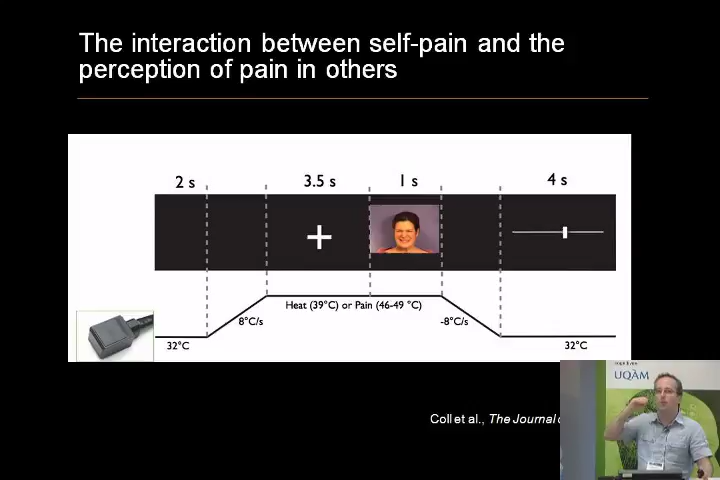 The interaction between self-pain and the
perception of pain in others
2 s
3.5 s
1 s
4 s
+
Heat (39°C) or Pain (46-49 °C)
8°C/s
-8°C/s
32°C
32°C
UQÀM
Coll et al., The Journal